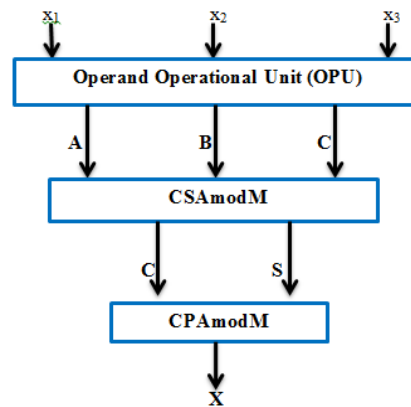 x₁ x₂ x₃
Operand Operational Unit (OPU)
A B C
CSAmodM
C S
CPAmodM
X